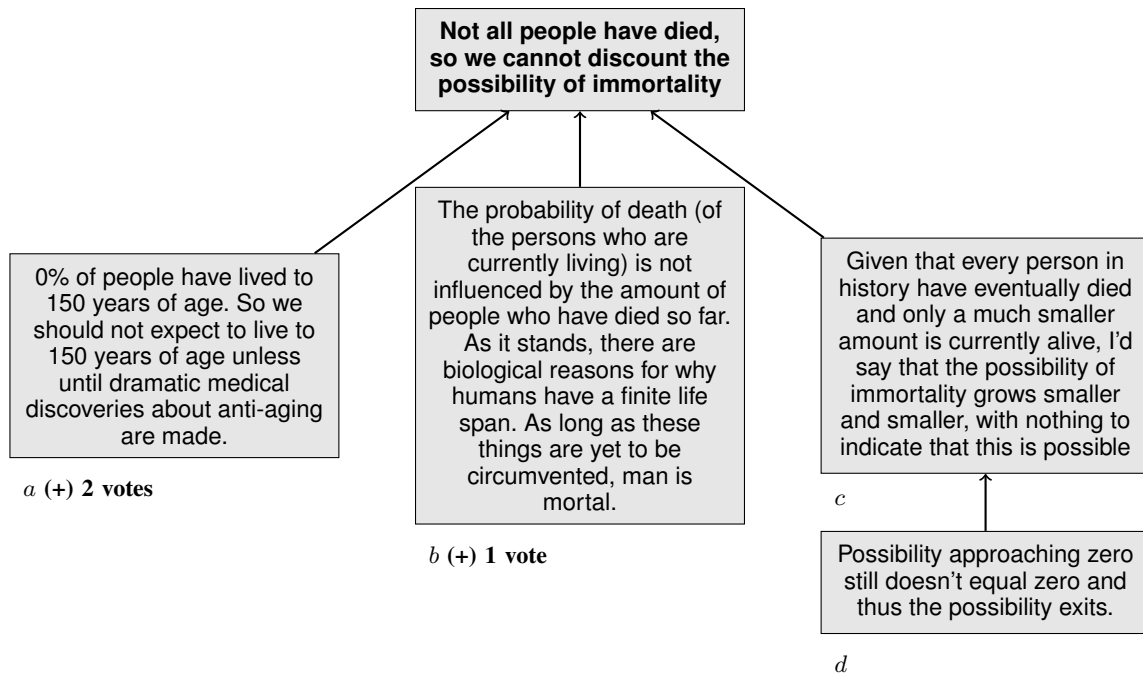 Not all people have died,
so we cannot discount the
possibility of immortality
0% of people have lived to
150 years of age. So we
should not expect to live to
150 years of age unless
until dramatic medical
discoveries about anti-aging
are made.
a (+) 2 votes
The probability of death (of
the persons who are
currently living) is not
influenced by the amount of
people who have died so far.
As it stands, there are
biological reasons for why
humans have a finite life
span. As long as these
things are yet to be
circumvented, man is
mortal.
b (+) 1 vote
Given that every person in
history have eventually died
and only a much smaller
amount is currently alive, I'd
say that the possibility of
immortality grows smaller
and smaller, with nothing to
indicate that this is possible
c
Possibility approaching zero
still doesn't equal zero and
thus the possibility exits.
d